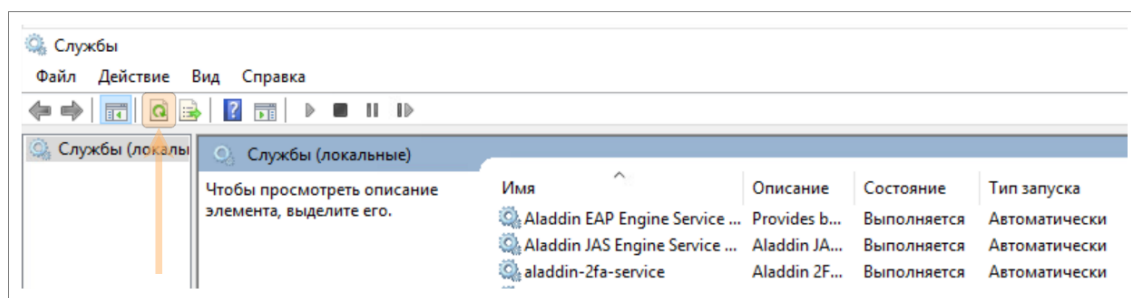 Службы
Файл Действие Вид Справка
Службы (локалы
Службы (локальные)
Чтобы просмотреть описание
элемента, выделите его.
Имя Описание Состояние Тип запуска
Aladdin EAP Engine Service ... Provides b... Выполняется Автоматически
Aladdin JAS Engine Service ... Aladdin JA... Выполняется Автоматически
aladdin-2fa-service Aladdin 2F... Выполняется Автоматически